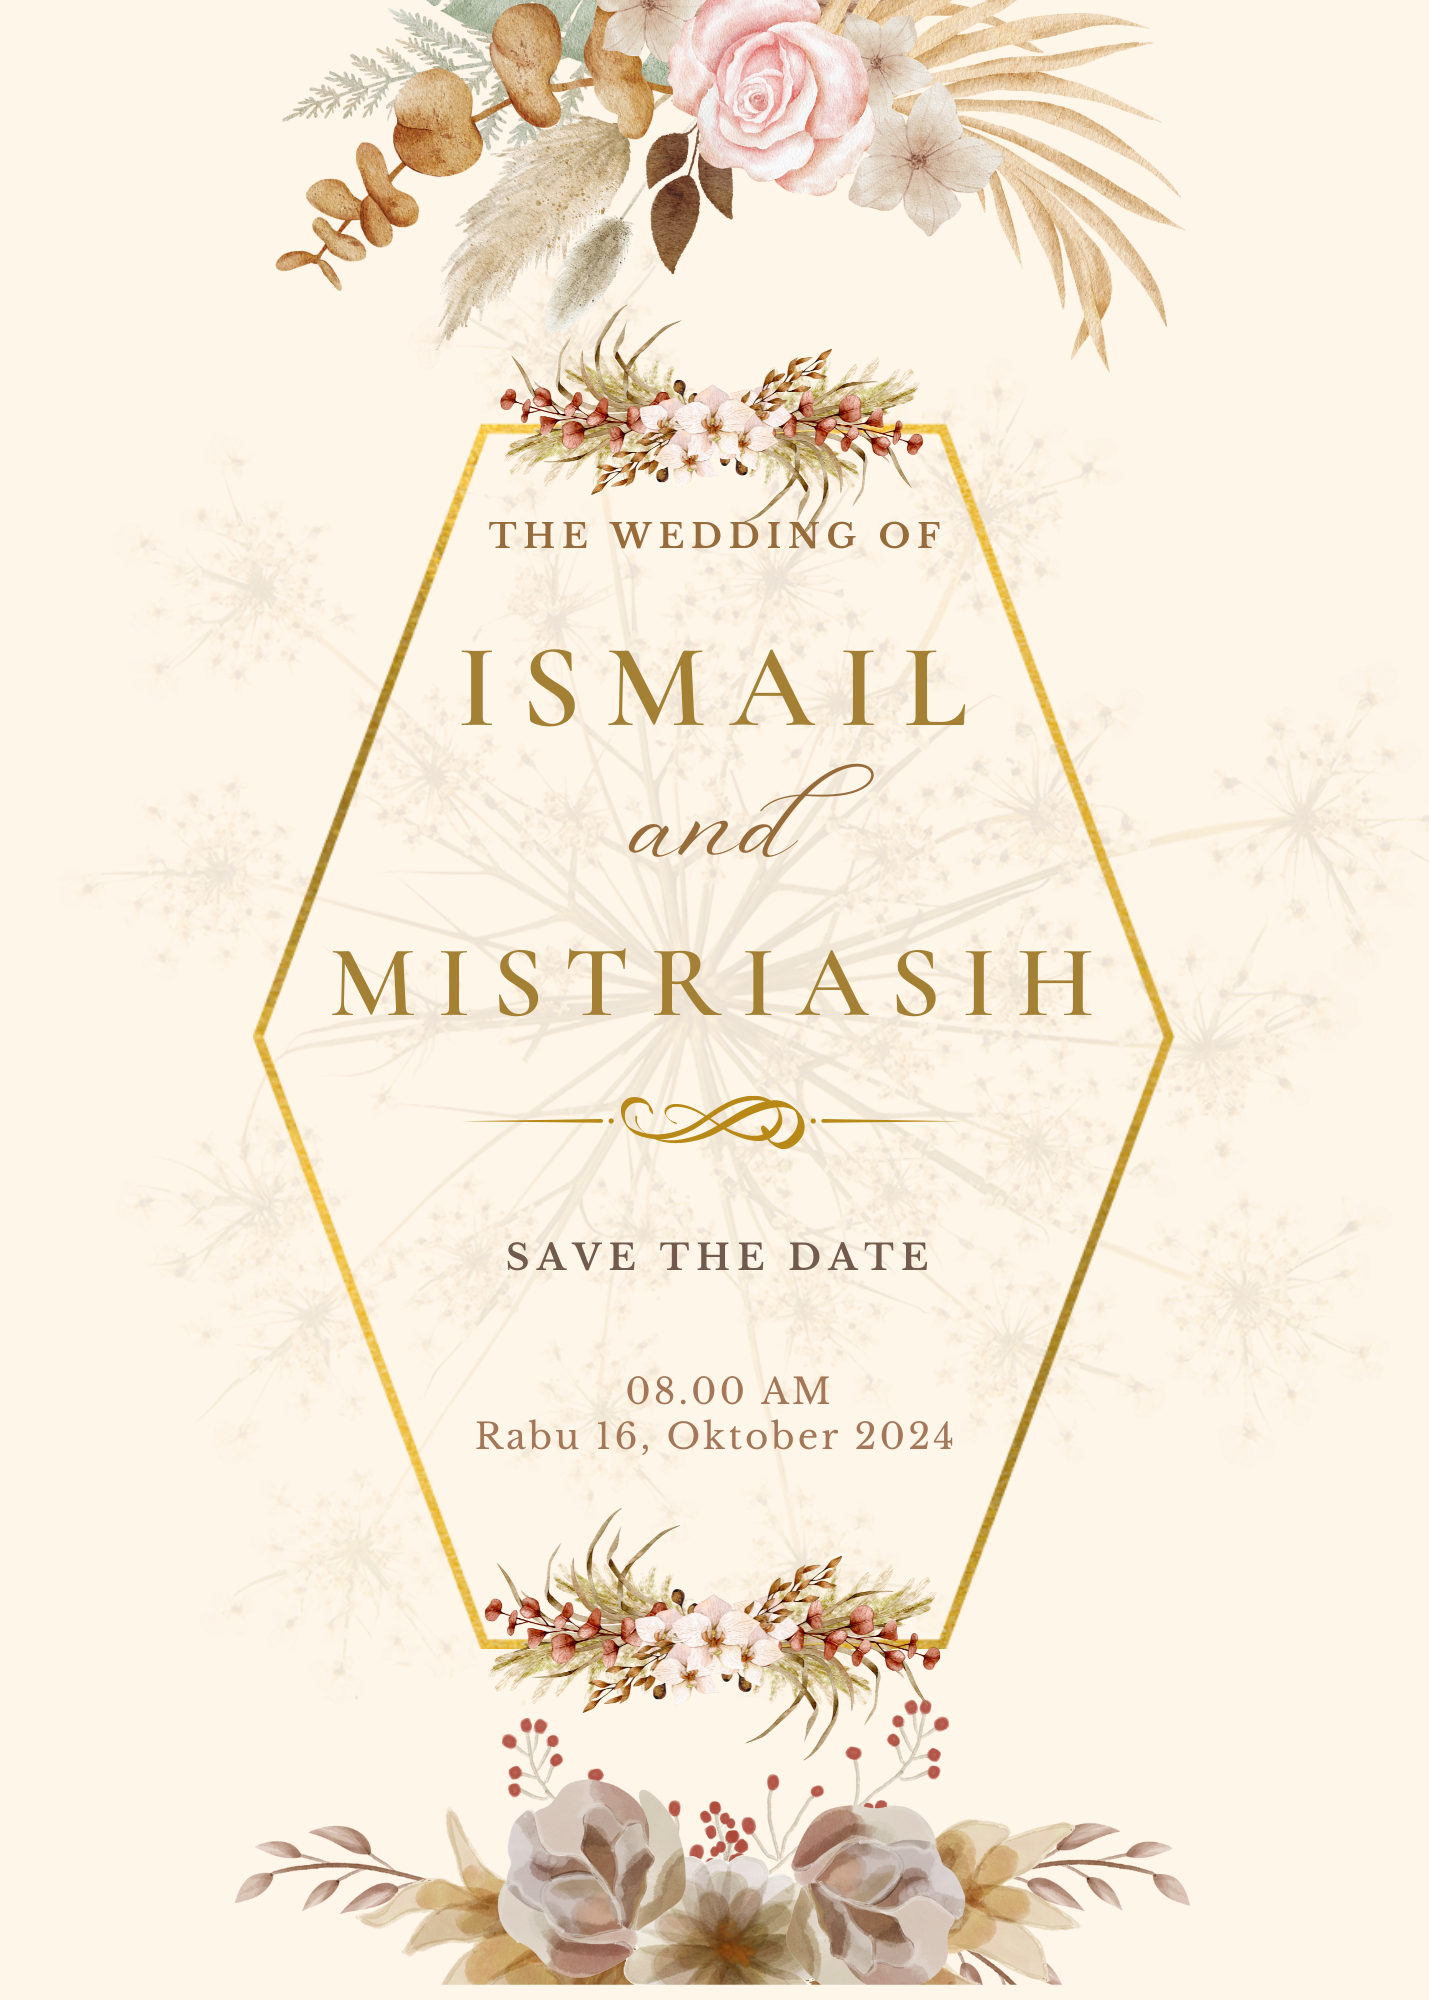 THE WEDDING OF
ISMAIL
and
MISTRIASIH
SAVE THE DATE
08.00 AM
Rabu 16, Oktober 2024